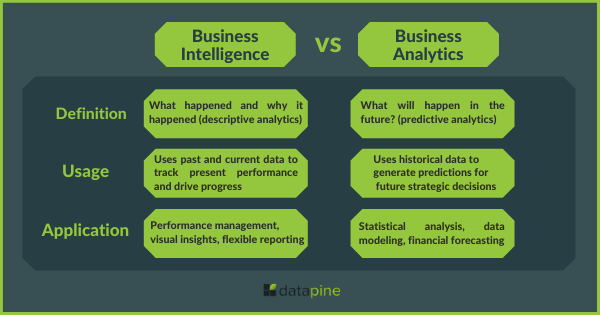 Business
Intelligence
VS
Business
Analytics
Definition
What happened and why it
happened (descriptive analytics)
What will happen in the
future? (predictive analytics)
Usage
Uses past and current data to
track present performance
and drive progress
Uses historical data to
generate predictions for
future strategic decisions
Application
Performance management,
visual insights, flexible reporting
Statistical analysis, data
modeling, financial forecasting
datapine